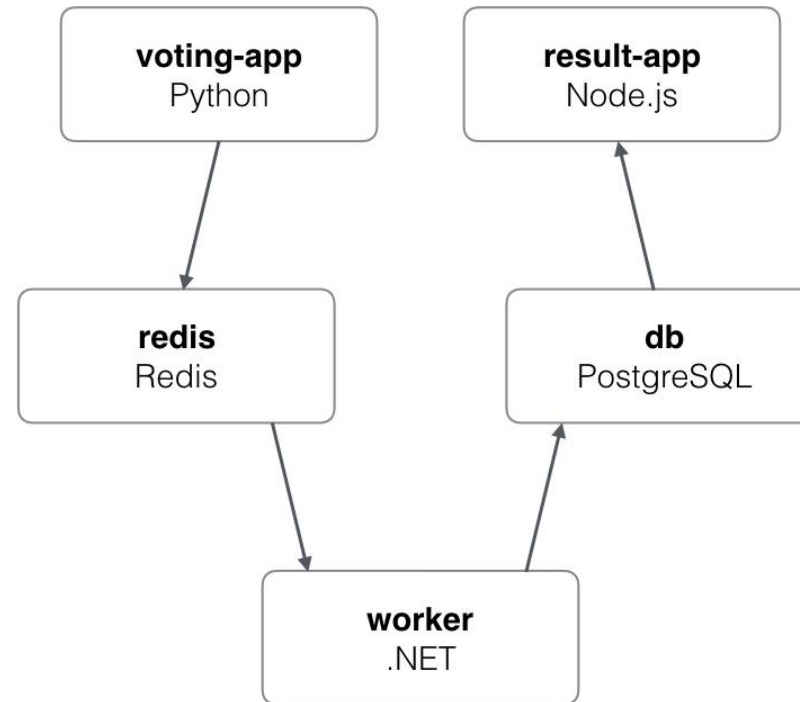 voting-app
Python
result-app
Node.js
redis
Redis
db
PostgreSQL
worker
.NET